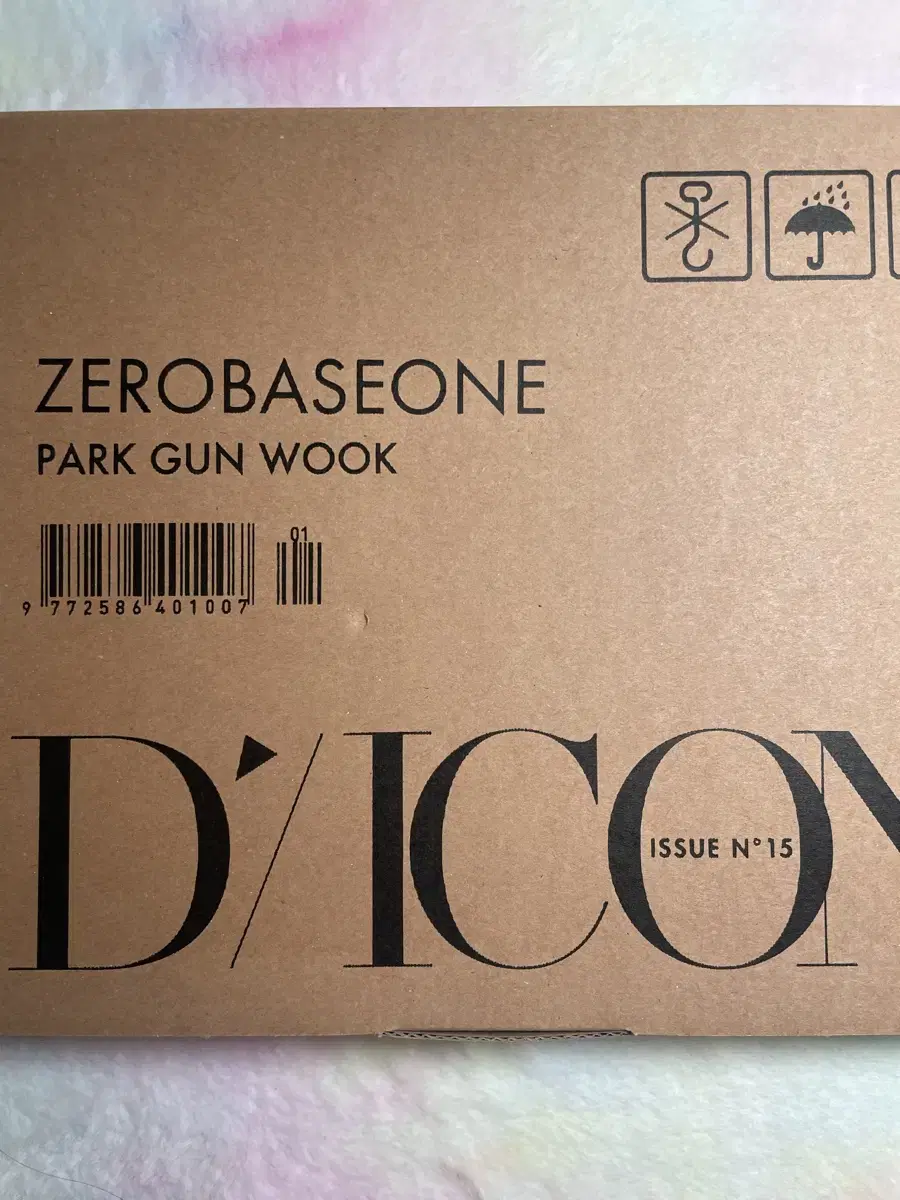 ZEROBASEONE
PARK GUN WOOK
01
9 772586 401007
D'/ICON
ISSUE N°15